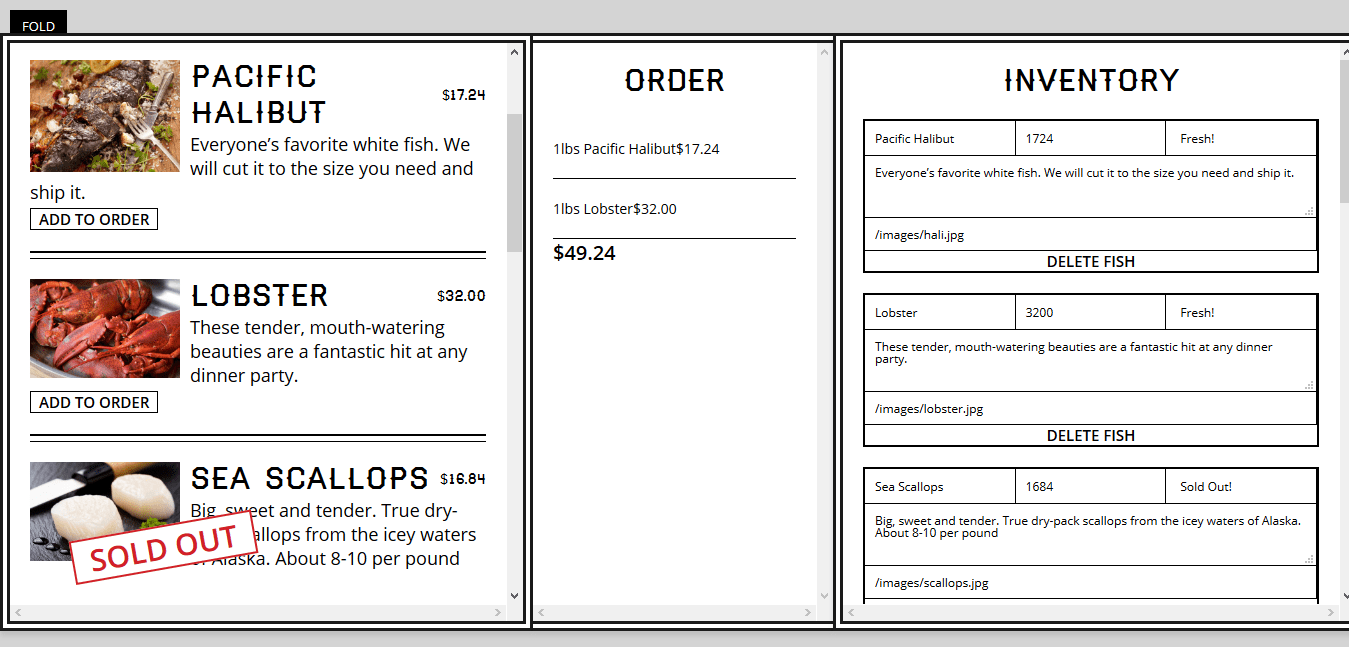 FOLD
PACIFIC
HALIBUT
$17.24
Everyone’s favorite white fish. We
will cut it to the size you need and
ship it.
ADD TO ORDER
LOBSTER
$32.00
These tender, mouth-watering
beauties are a fantastic hit at any
dinner party.
ADD TO ORDER
SEA SCALLOPS
$16.84
Big, sweet and tender. True dry-
allops from the icey waters
Alaska. About 8-10 per pound
SOLD OUT
ORDER
1lbs Pacific Halibut$17.24
1lbs Lobster$32.00
$49.24
INVENTORY
Pacific Halibut
1724
Fresh!
Everyone’s favorite white fish. We will cut it to the size you need and ship it.
/images/hali.jpg
DELETE FISH
Lobster
3200
Fresh!
These tender, mouth-watering beauties are a fantastic hit at any dinner
party.
/images/lobster.jpg
DELETE FISH
Sea Scallops
1684
Sold Out!
Big, sweet and tender. True dry-pack scallops from the icey waters of Alaska.
About 8-10 per pound
/images/scallops.jpg